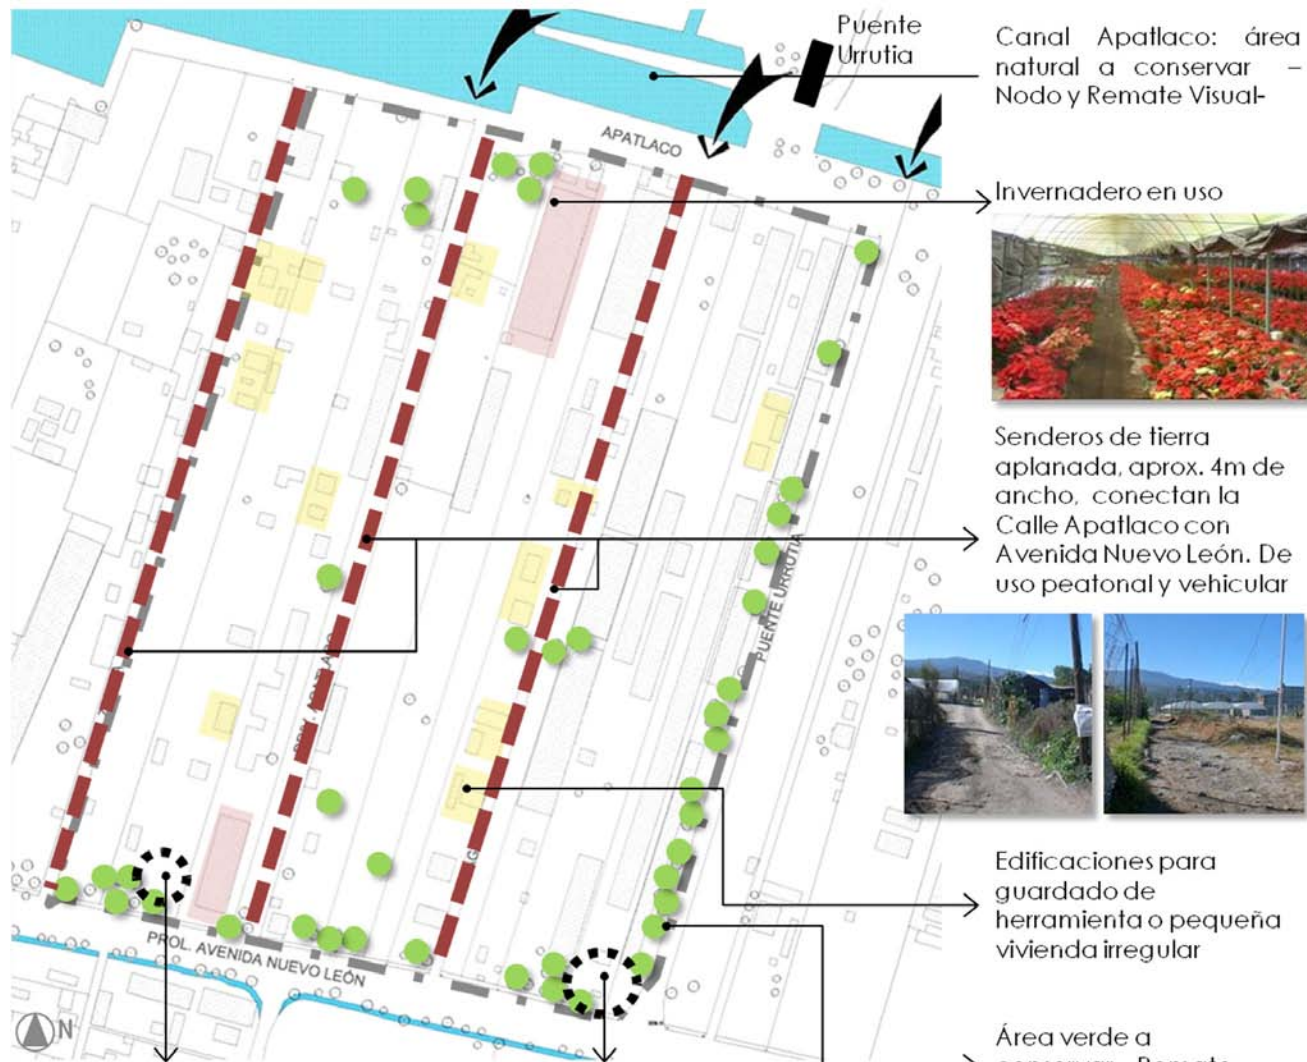 Puente
Urrutia
Canal Apatlaco: área
natural a conservar –
Nodo y Remate Visual-
APATLACO
Invernadero en uso
Senderos de tierra
aplanada, aprox. 4m de
ancho, conectan la
Calle Apatlaco con
Avenida Nuevo León. De
uso peatonal y vehicular
PUENTE URRUTIA
Edificaciones para
guardado de
herramienta o pequeña
vivienda irregular
PROL. AVENIDA NUEVO LEÓN
N
Área verde a